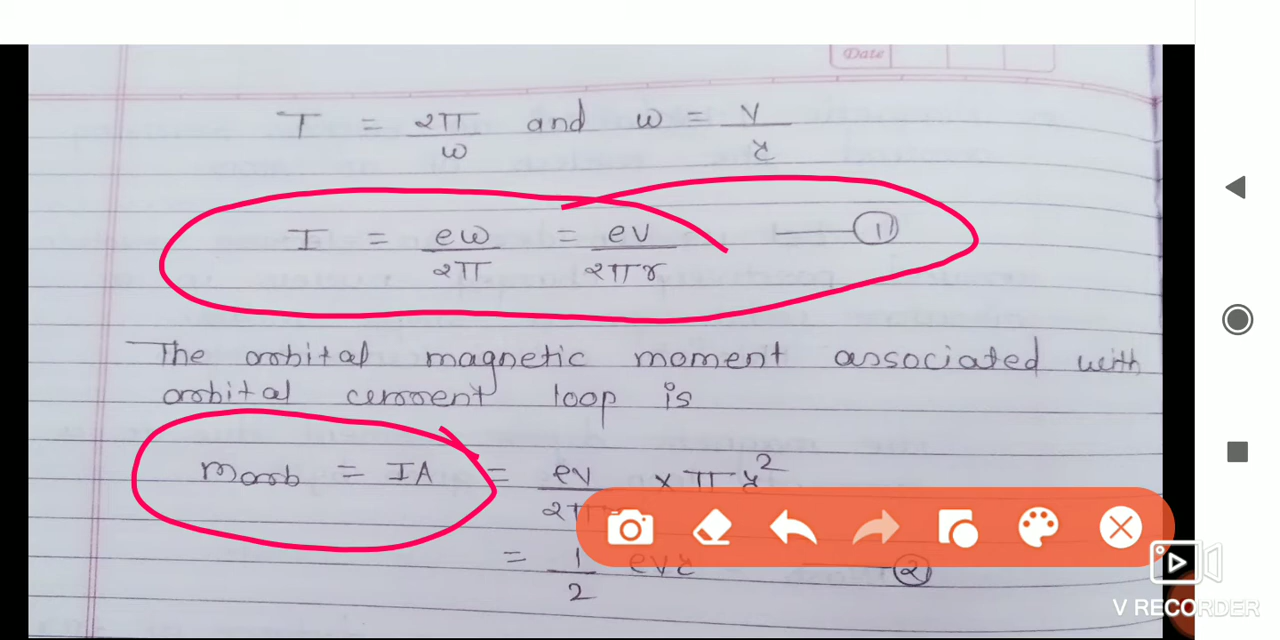 Date
T = 2π/ω and ω = v/r
I = eω/2π = ev/2πr ——— ①
The orbital magnetic moment associated with
orbital current loop is
morb = IA = ev/2πr × πr²
= 1/2 evr ——— ②
V RECORDER